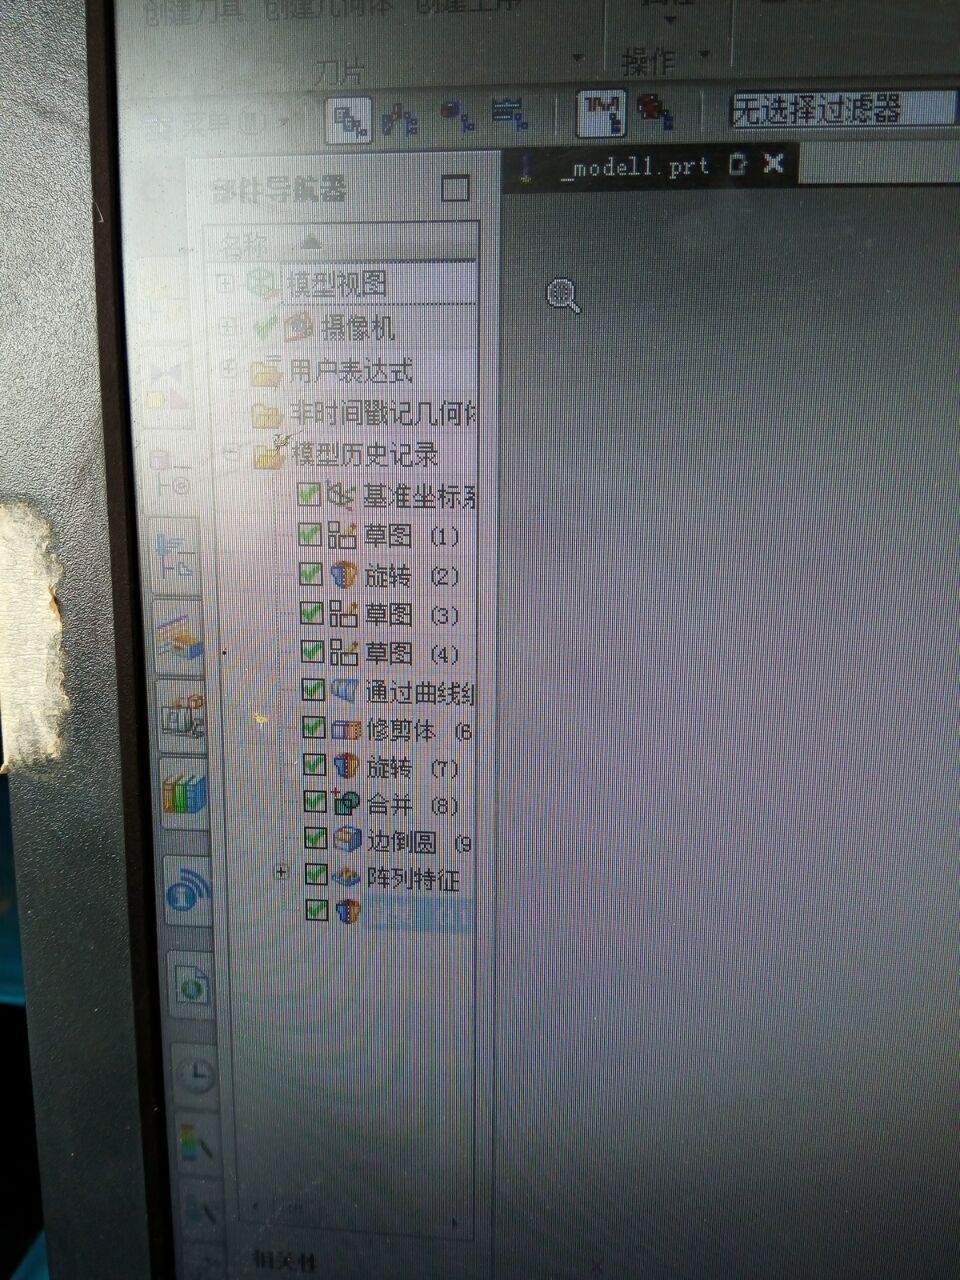 创建刀具 创建几何体 创建工序
刀片
操作
无选择过滤器
_model1.prt
部件导航器
名称
模型视图
摄像机
用户表达式
非时间戳记几何体
模型历史记录
基准坐标系
草图 (1)
旋转 (2)
草图 (3)
草图 (4)
通过曲线组
修剪体 (6
旋转 (7)
合并 (8)
边倒圆 (9
阵列特征
相关性